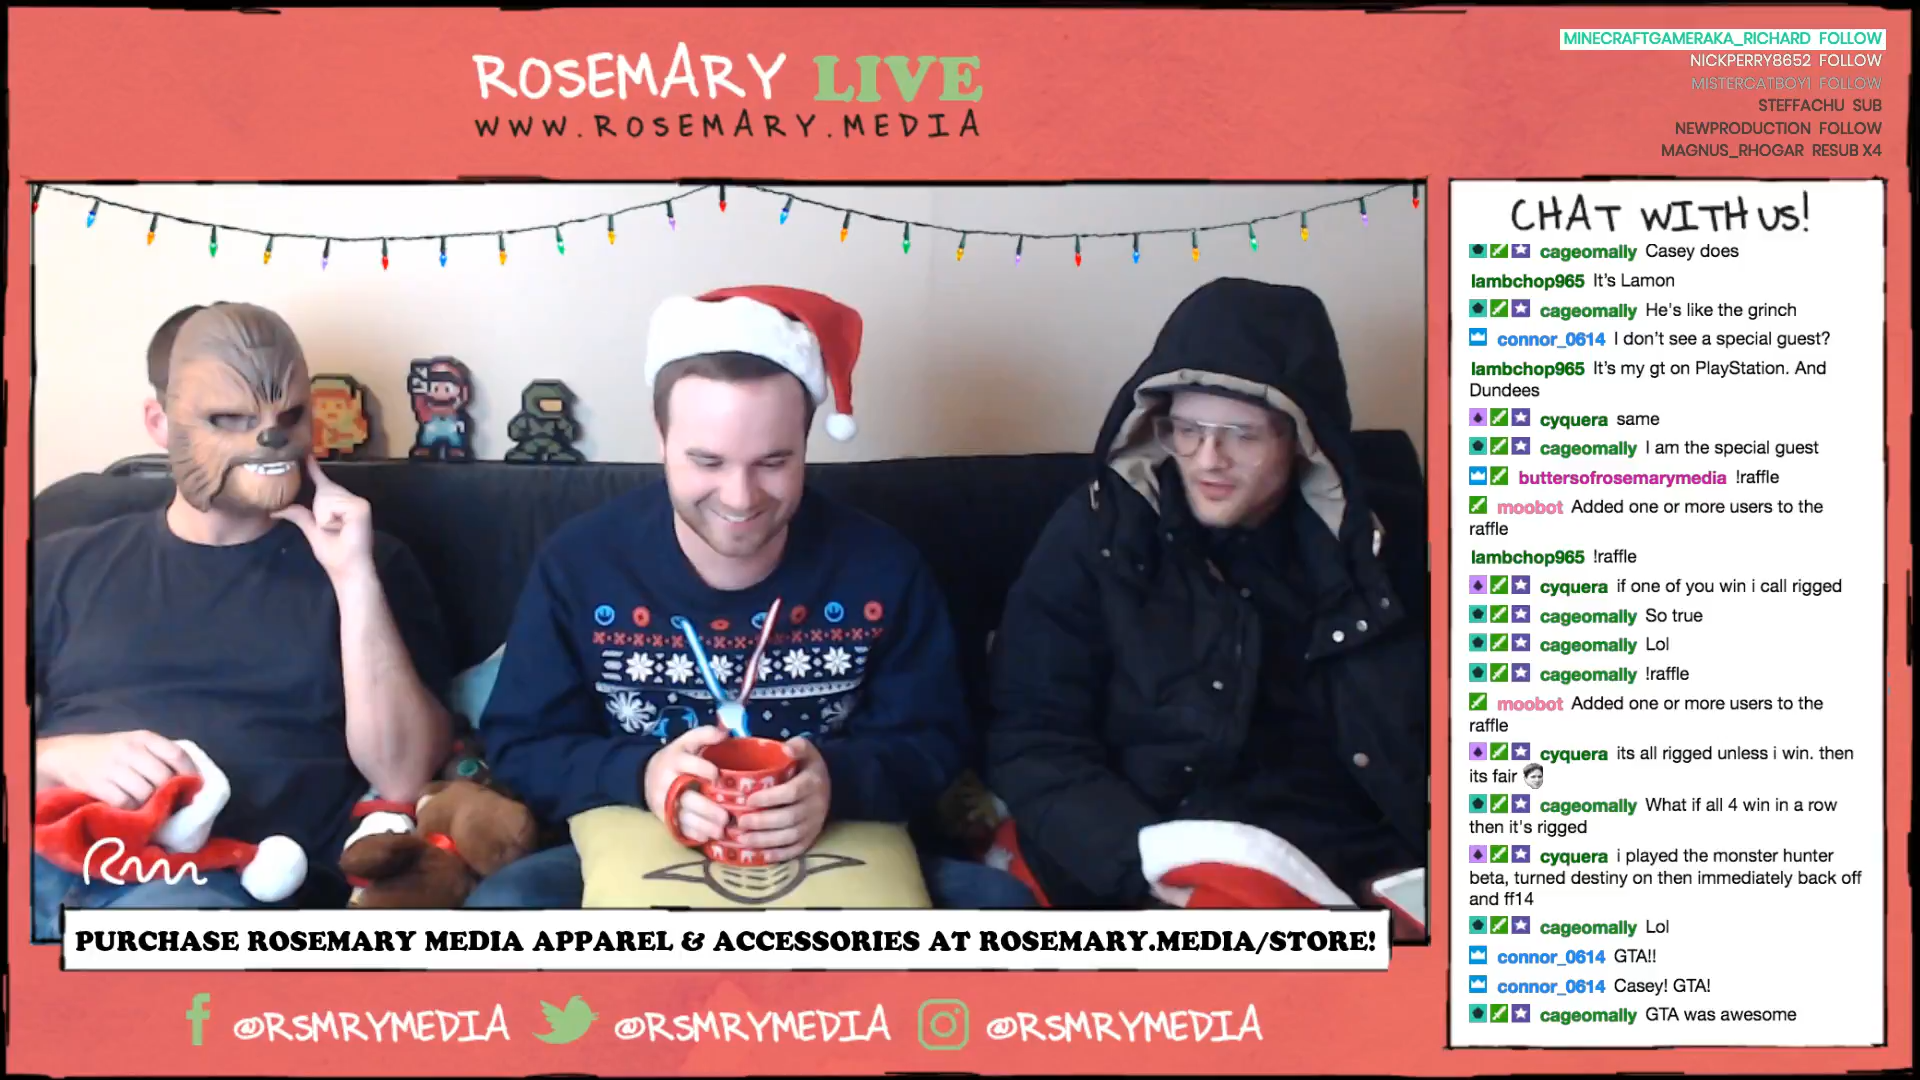 ROSEMARY LIVE
WWW.ROSEMARY.MEDIA
MINECRAFTGAMERAKA_RICHARD FOLLOW
NICKPERRY8652 FOLLOW
MISTERCATBOY1 FOLLOW
STEFFACHU SUB
NEWPRODUCTION FOLLOW
MAGNUS_RHOGAR RESUB X4
CHAT WITH US!
cageomally Casey does
lambchop965 It's Lamon
cageomally He's like the grinch
connor_0614 I don't see a special guest?
lambchop965 It's my gt on PlayStation. And
Dundees
cyquera same
cageomally I am the special guest
buttersofrosemarymedia !raffle
moobot Added one or more users to the
raffle
lambchop965 !raffle
cyquera if one of you win i call rigged
cageomally So true
cageomally Lol
cageomally !raffle
moobot Added one or more users to the
raffle
cyquera its all rigged unless i win. then
its fair
cageomally What if all 4 win in a row
then it's rigged
cyquera i played the monster hunter
beta, turned destiny on then immediately back off
and ff14
cageomally Lol
connor_0614 GTA!!
connor_0614 Casey! GTA!
cageomally GTA was awesome
Rm
PURCHASE ROSEMARY MEDIA APPAREL & ACCESSORIES AT ROSEMARY.MEDIA/STORE!
@RSMRYMEDIA @RSMRYMEDIA @RSMRYMEDIA